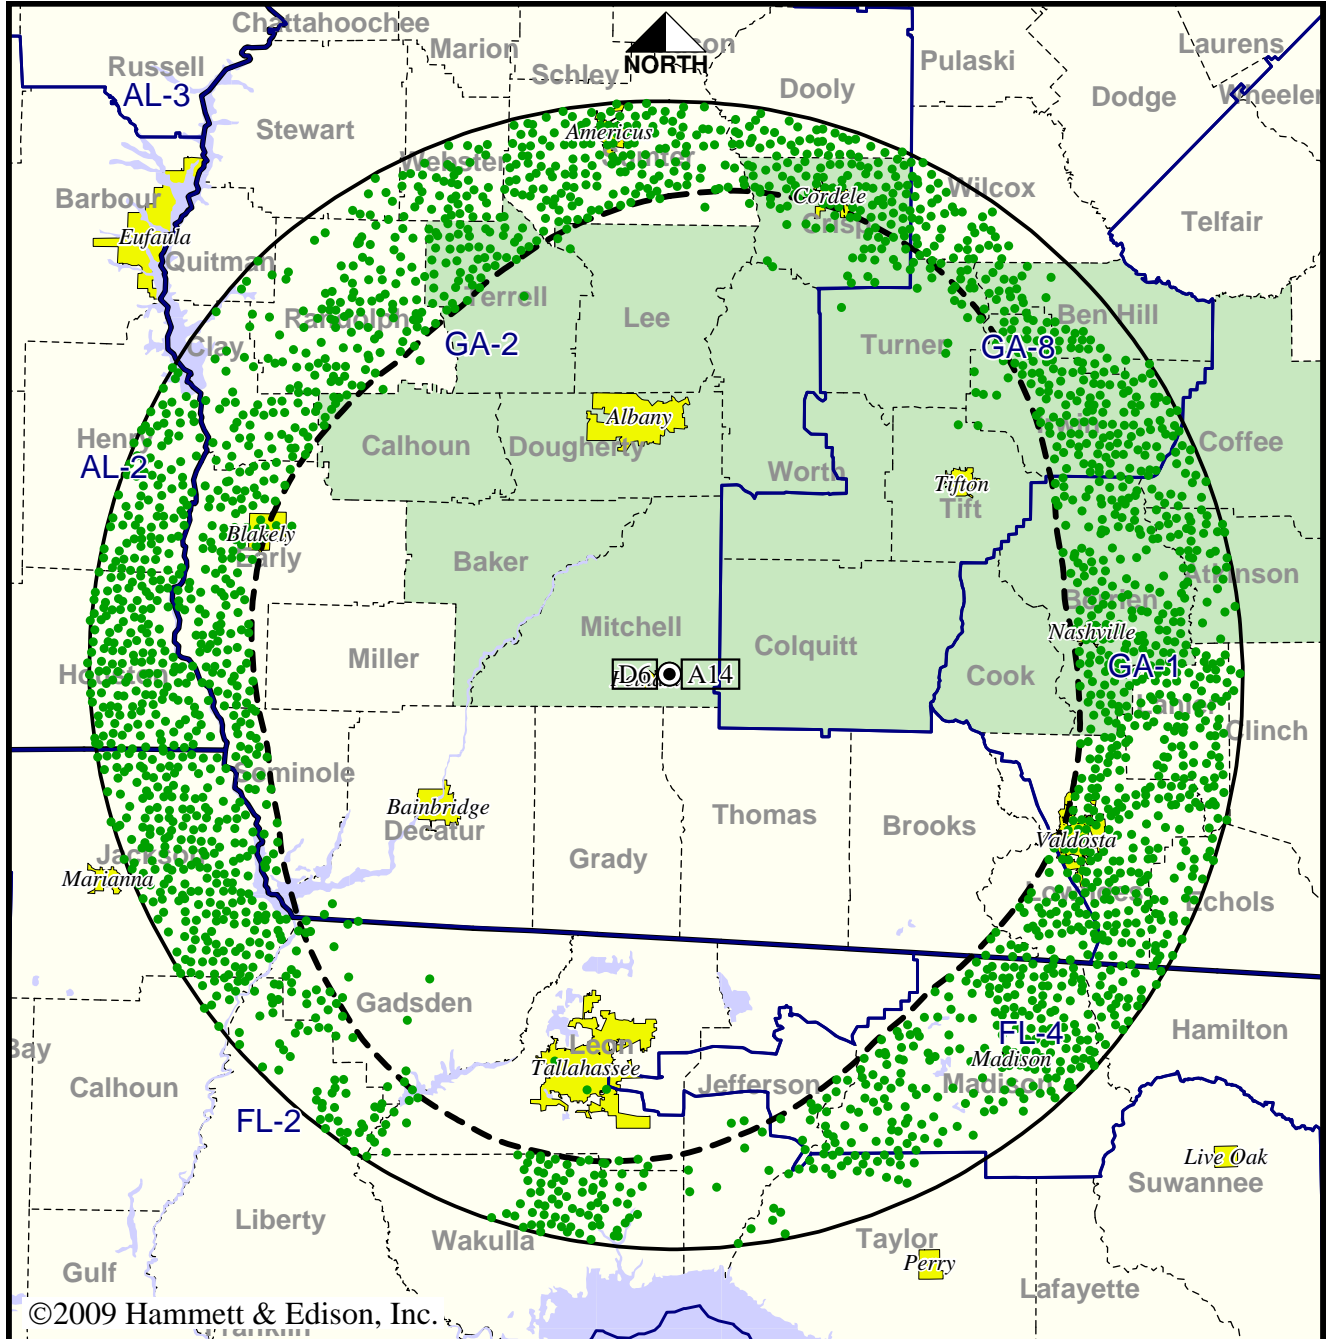 Chattahoochee
Marion
Laurens
Schley
NORTH
Pulaski
Russell
Dooly
Dodge
Wheeler
AL-3
Stewart
Americus
Sumter
Webster
Wilcox
Barbour
Cordele
Crisp
Telfair
Eufaula
Quitman
Terrell
Randolph
Lee
Ben Hill
GA-2
Turner
GA-8
Clay
Albany
Henry
Calhoun
Dougherty
Coffee
AL-2
Worth
Tifton
Tift
Blakely
Early
Baker
Atkinson
Berrien
Mitchell
Nashville
Miller
Colquitt
D6
A14
Cook
GA-1
Houston
Lanier
Clinch
Seminole
Bainbridge
Decatur
Thomas
Brooks
Valdosta
Jackson
Marianna
Grady
Lowndes
Echols
Gadsden
Leon
FL-4
Hamilton
Bay
Tallahassee
Madison
Calhoun
Jefferson
Madison
FL-2
Live Oak
Suwannee
Liberty
Wakulla
Taylor
Perry
Gulf
Lafayette
©2009 Hammett & Edison, Inc.
Franklin